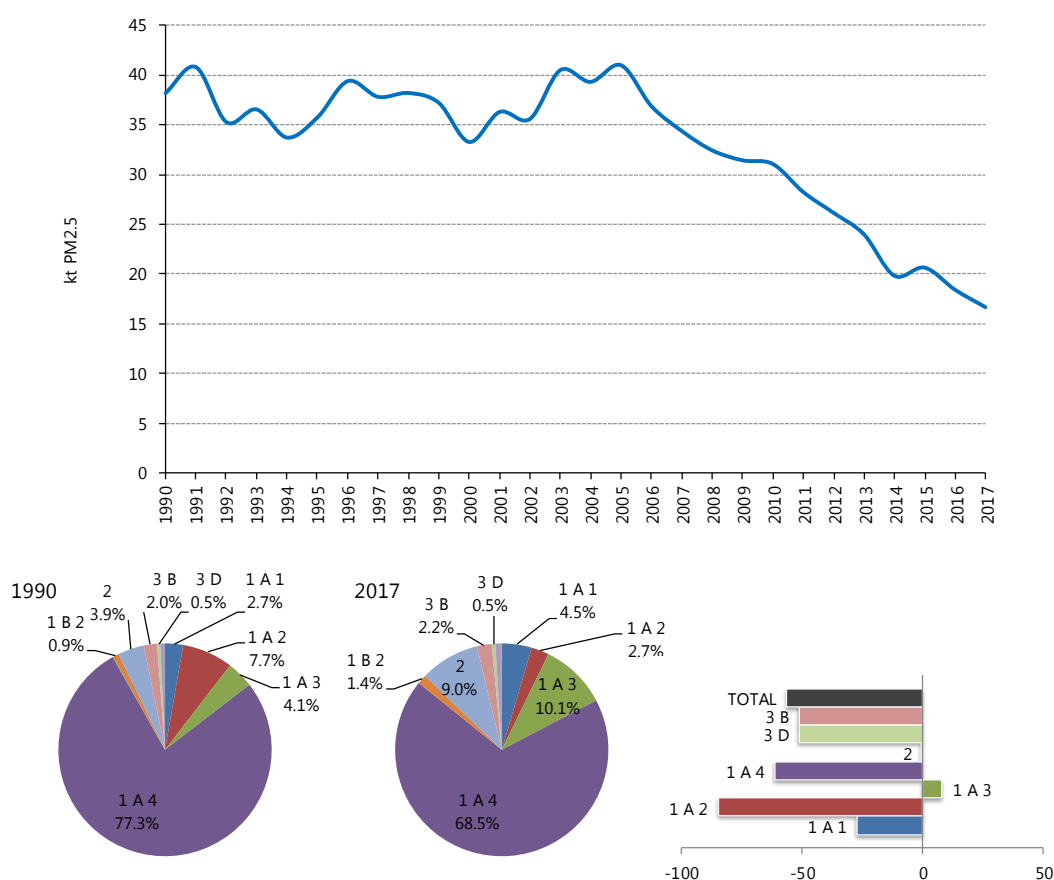 45
40
35
30
25
20
15
10
5
0
kt PM2.5
1990
1991
1992
1993
1994
1995
1996
1997
1998
1999
2000
2001
2002
2003
2004
2005
2006
2007
2008
2009
2010
2011
2012
2013
2014
2015
2016
2017
1990
1 B 2
0.9%
2
3.9%
3 B
2.0%
3 D
0.5%
1 A 1
2.7%
1 A 2
7.7%
1 A 3
4.1%
1 A 4
77.3%
2017
1 B 2
1.4%
2
9.0%
3 B
2.2%
3 D
0.5%
1 A 1
4.5%
1 A 2
2.7%
1 A 3
10.1%
1 A 4
68.5%
TOTAL
3 B
3 D
2
1 A 4
1 A 3
1 A 2
1 A 1
-100
-50
0
50